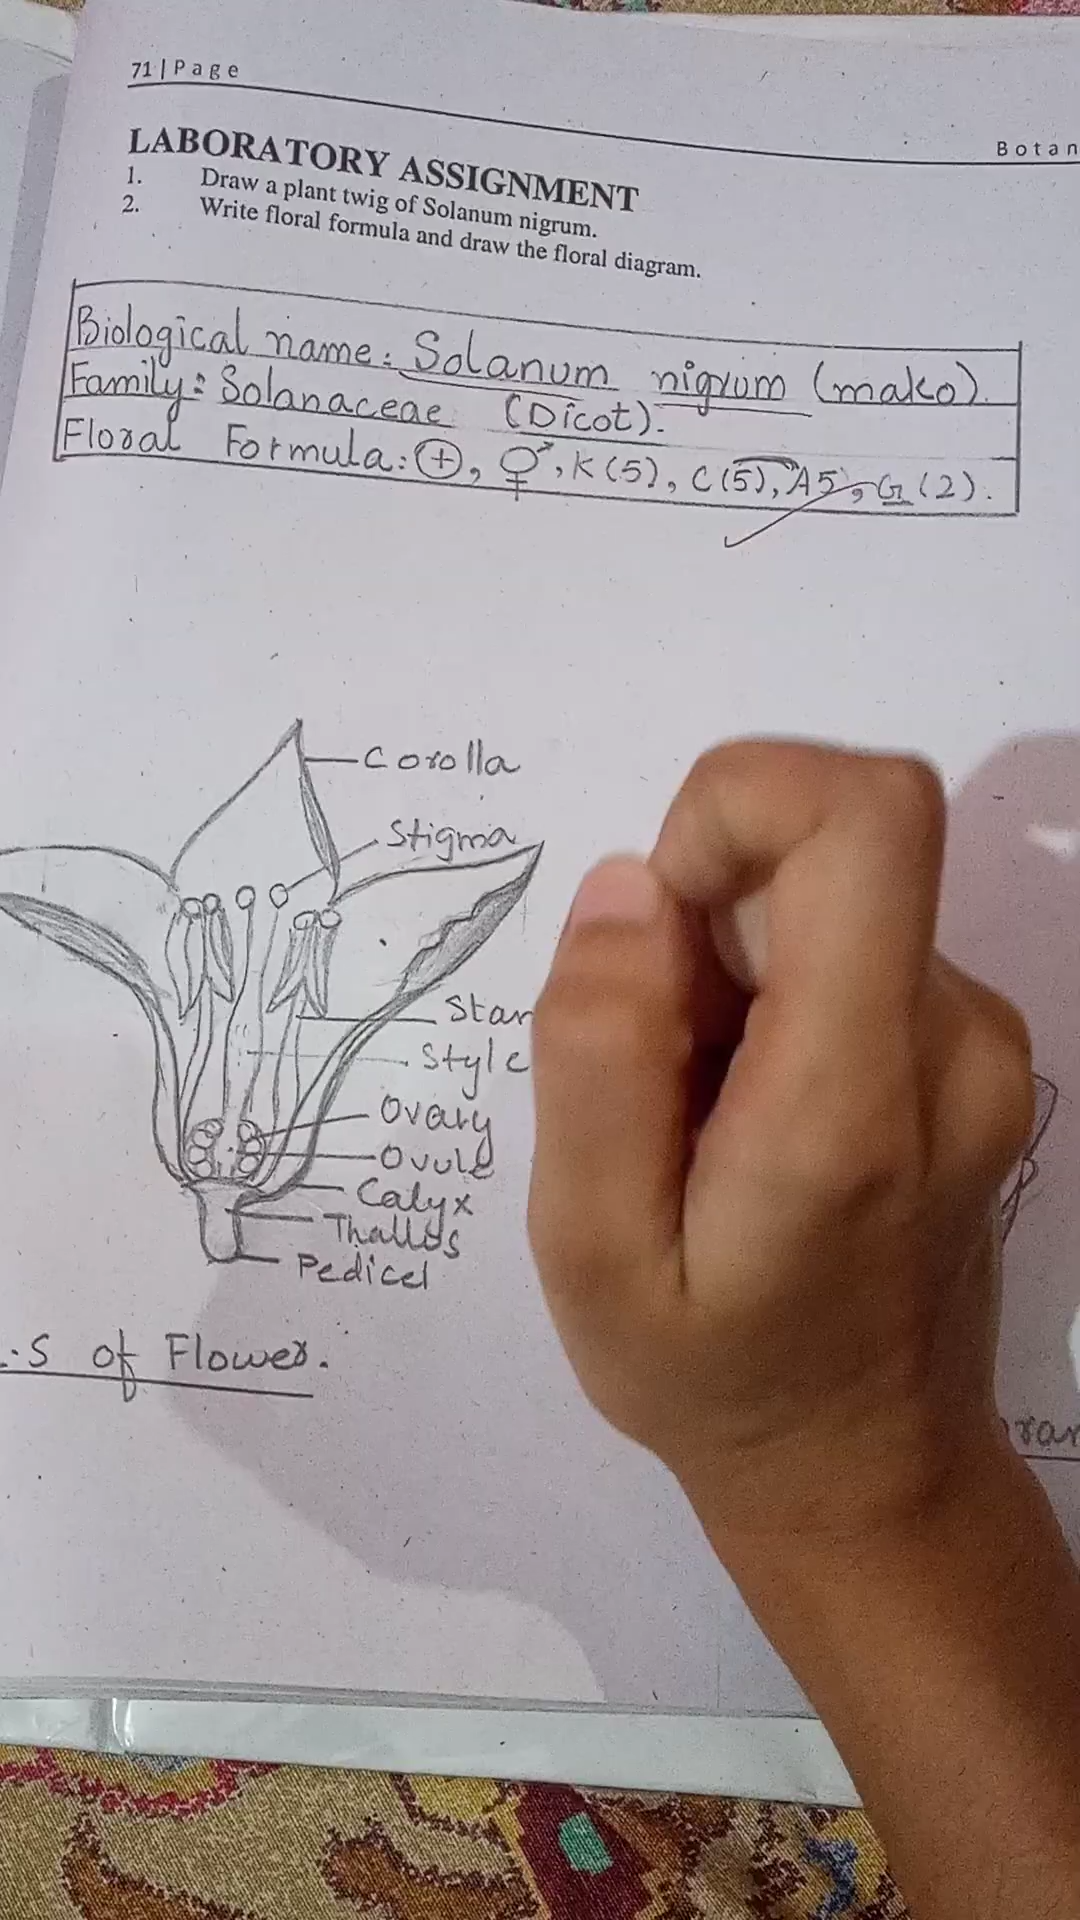 71 | Page
Botan
LABORATORY ASSIGNMENT
1. Draw a plant twig of Solanum nigrum.
2. Write floral formula and draw the floral diagram.
Biological name: Solanum nigrum (mako).
Family: Solanaceae (Dicot).
Floral Formula: ⊕, ⚥, K(5), C(5), A5, G(2).
Corolla
Stigma
Stam
Style
Ovary
Ovule
Calyx
Thallus
Pedicel
.S of Flower.
ram